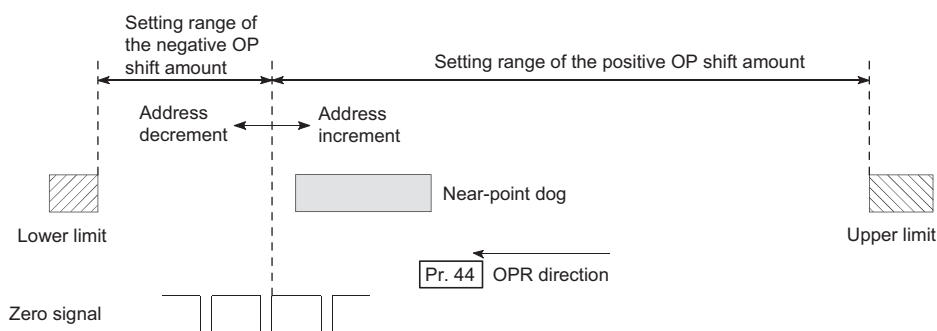 Setting range of
the negative OP
shift amount
Setting range of the positive OP shift amount
Address
decrement
Address
increment
Near-point dog
Lower limit
Upper limit
Pr. 44 OPR direction
Zero signal